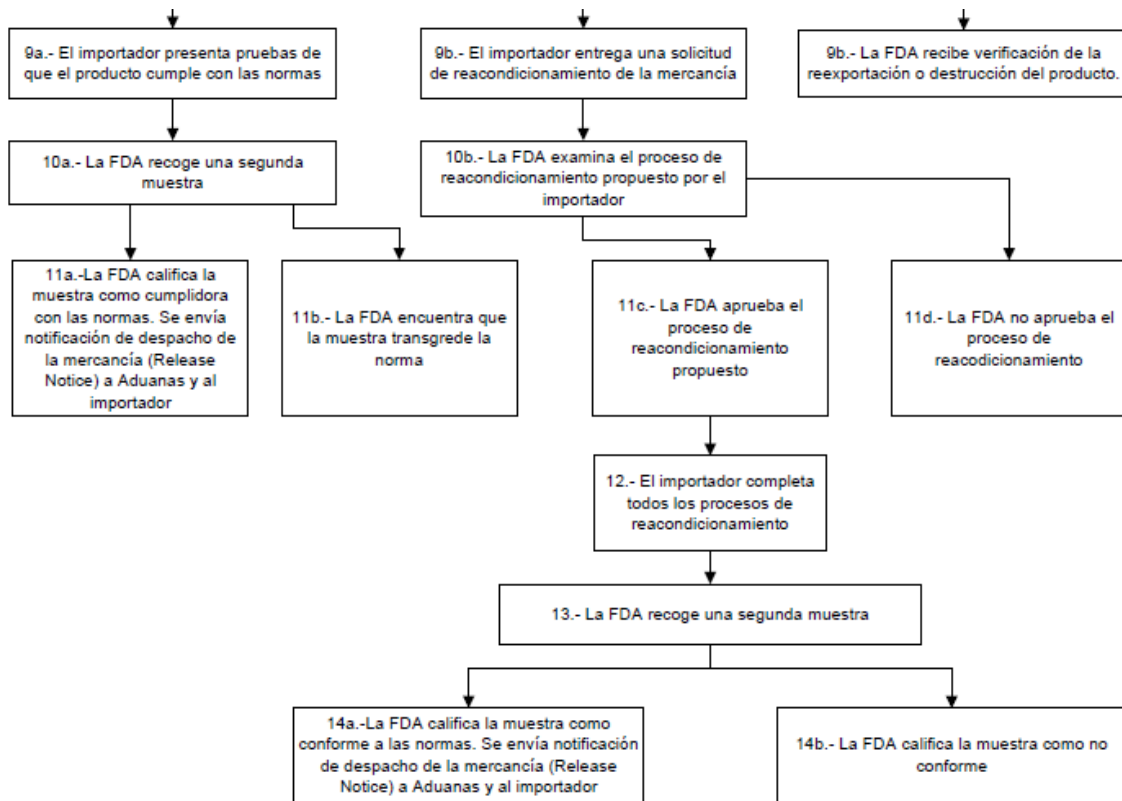 9a.- El importador presenta pruebas de
que el producto cumple con las normas
9b.- El importador entrega una solicitud
de reacondicionamiento de la mercancía
9b.- La FDA recibe verificación de la
reexportación o destrucción del producto.
10a.- La FDA recoge una segunda
muestra
10b.- La FDA examina el proceso de
reacondicionamiento propuesto por el
importador
11a.-La FDA califica la
muestra como cumplidora
con las normas. Se envía
notificación de despacho de
la mercancía (Release
Notice) a Aduanas y al
importador
11b.- La FDA encuentra que
la muestra transgrede la
norma
11c.- La FDA aprueba el
proceso de
reacondicionamiento
propuesto
11d.- La FDA no aprueba el
proceso de
reacodicionamiento
12.- El importador completa
todos los procesos de
reacondicionamiento
13.- La FDA recoge una segunda muestra
14a.-La FDA califica la muestra como
conforme a las normas. Se envía notificación
de despacho de la mercancía (Release
Notice) a Aduanas y al importador
14b.- La FDA califica la muestra como no
conforme